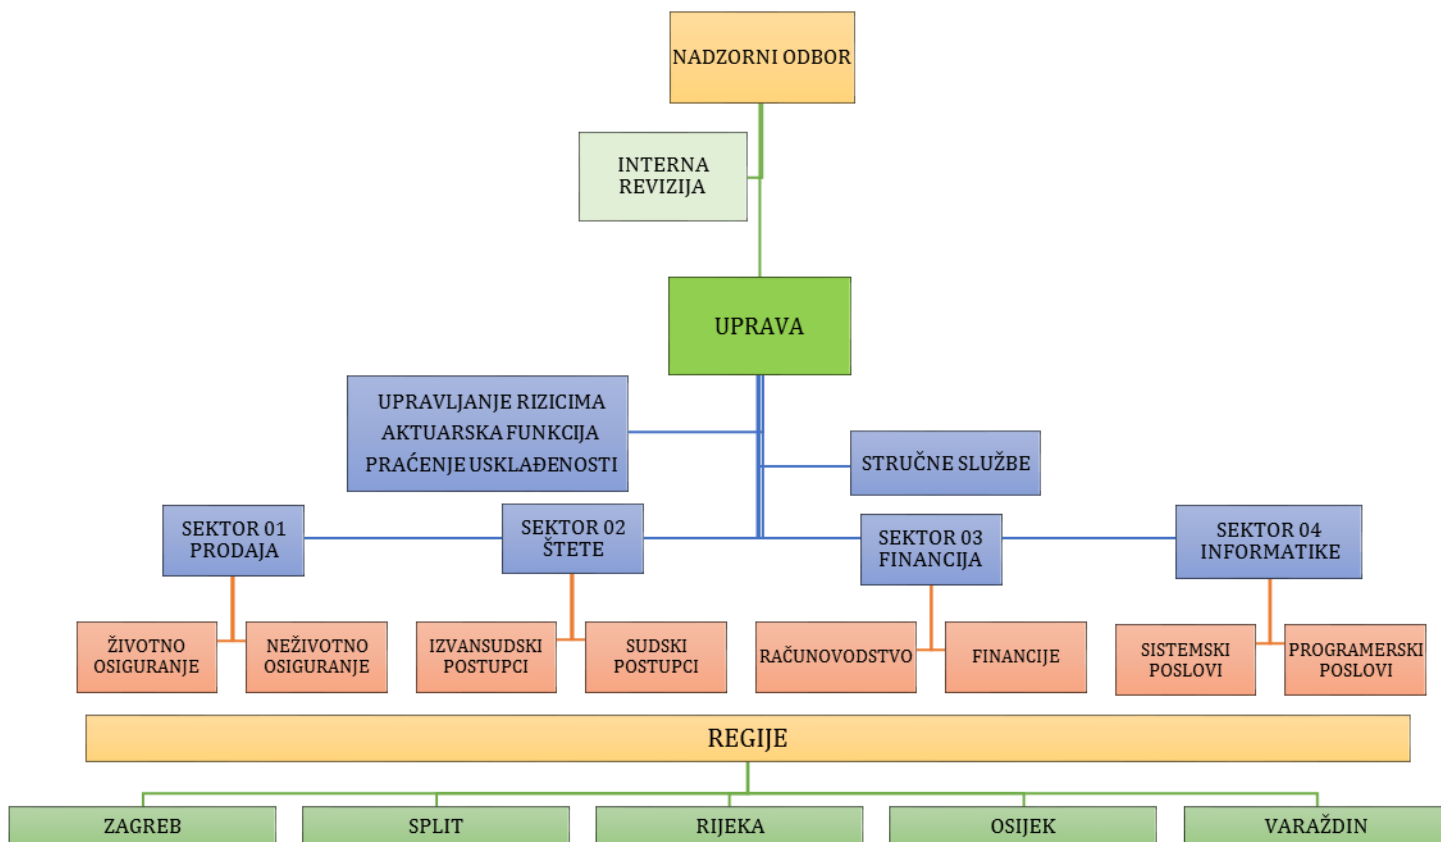 NADZORNI ODBOR
INTERNA
REVIZIJA
UPRAVA
UPRAVLJANJE RIZICIMA
AKTUARSKA FUNKCIJA
PRAĆENJE USKLAĐENOSTI
STRUČNE SLUŽBE
SEKTOR 01
PRODAJA
SEKTOR 02
ŠTETE
SEKTOR 03
FINANCIJA
SEKTOR 04
INFORMATIKE
ŽIVOTNO
OSIGURANJE
NEŽIVOTNO
OSIGURANJE
IZVANSUDSKI
POSTUPCI
SUDSKI
POSTUPCI
RAČUNOVODSTVO
FINANCIJE
SISTEMSKI
POSLOVI
PROGRAMERSKI
POSLOVI
REGIJE
ZAGREB
SPLIT
RIJEKA
OSIJEK
VARAŽDIN